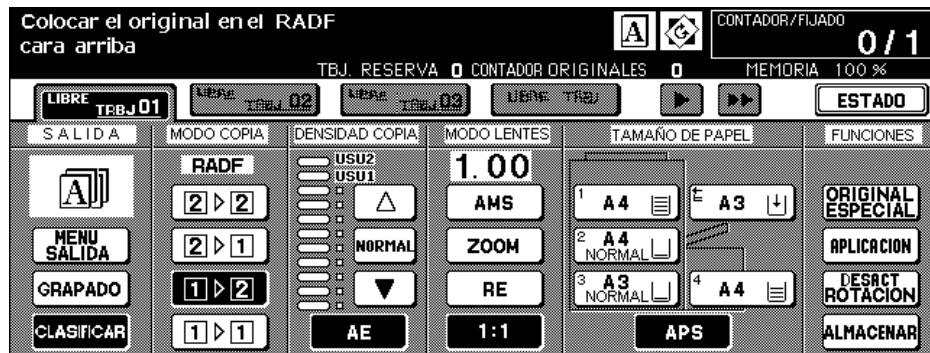 Colocar el original en el RADF
cara arriba
CONTADOR/FIJADO
0/1
TBJ. RESERVA 0 CONTADOR ORIGINALES 0 MEMORIA 100 %
LIBRE TRBJ 01
LIBRE TRBJ 02
LIBRE TRBJ 03
LIBRE TRBJ
ESTADO
SALIDA MODO COPIA DENSIDAD COPIA MODO LENTES TAMAÑO DE PAPEL FUNCIONES
RADF USU2 1.00
USU1
A
2 ▷ 2 △ AMS 1 A4 A3 ORIGINAL
ESPECIAL
MENU
SALIDA
2 ▷ 1 NORMAL ZOOM 2 A4
NORMAL
APLICACION
GRAPADO 1 ▷ 2 ▼ RE 3 A3
NORMAL
4 A4 DESACT
ROTACION
CLASIFICAR 1 ▷ 1 AE 1:1 APS ALMACENAR